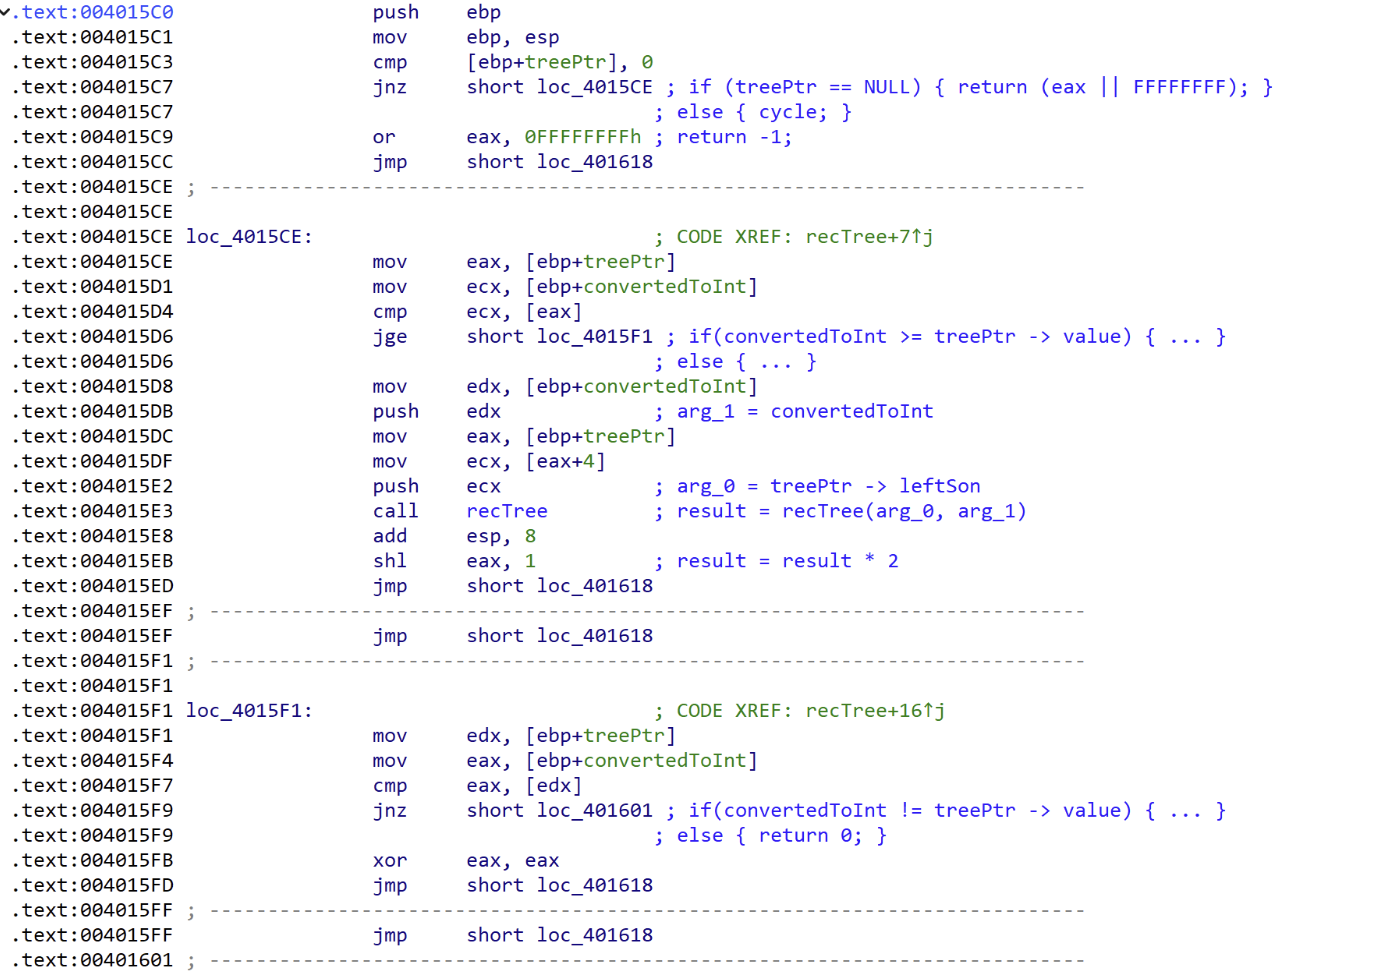 .text:004015C0 push ebp
.text:004015C1 mov ebp, esp
.text:004015C3 cmp [ebp+treePtr], 0
.text:004015C7 jnz short loc_4015CE ; if (treePtr == NULL) { return (eax || FFFFFFFF); }
.text:004015C7 ; else { cycle; }
.text:004015C9 or eax, 0FFFFFFFFh ; return -1;
.text:004015CC jmp short loc_401618
.text:004015CE ; ---------------------------------------------------------------------------
.text:004015CE
.text:004015CE loc_4015CE: ; CODE XREF: recTree+7↑j
.text:004015CE mov eax, [ebp+treePtr]
.text:004015D1 mov ecx, [ebp+convertedToInt]
.text:004015D4 cmp ecx, [eax]
.text:004015D6 jge short loc_4015F1 ; if(convertedToInt >= treePtr -> value) { ... }
.text:004015D6 ; else { ... }
.text:004015D8 mov edx, [ebp+convertedToInt]
.text:004015DB push edx ; arg_1 = convertedToInt
.text:004015DC mov eax, [ebp+treePtr]
.text:004015DF mov ecx, [eax+4]
.text:004015E2 push ecx ; arg_0 = treePtr -> leftSon
.text:004015E3 call recTree ; result = recTree(arg_0, arg_1)
.text:004015E8 add esp, 8
.text:004015EB shl eax, 1 ; result = result * 2
.text:004015ED jmp short loc_401618
.text:004015EF ; ---------------------------------------------------------------------------
.text:004015EF jmp short loc_401618
.text:004015F1 ; ---------------------------------------------------------------------------
.text:004015F1
.text:004015F1 loc_4015F1: ; CODE XREF: recTree+16↑j
.text:004015F1 mov edx, [ebp+treePtr]
.text:004015F4 mov eax, [ebp+convertedToInt]
.text:004015F7 cmp eax, [edx]
.text:004015F9 jnz short loc_401601 ; if(convertedToInt != treePtr -> value) { ... }
.text:004015F9 ; else { return 0; }
.text:004015FB xor eax, eax
.text:004015FD jmp short loc_401618
.text:004015FF ; ---------------------------------------------------------------------------
.text:004015FF jmp short loc_401618
.text:00401601 ; ---------------------------------------------------------------------------